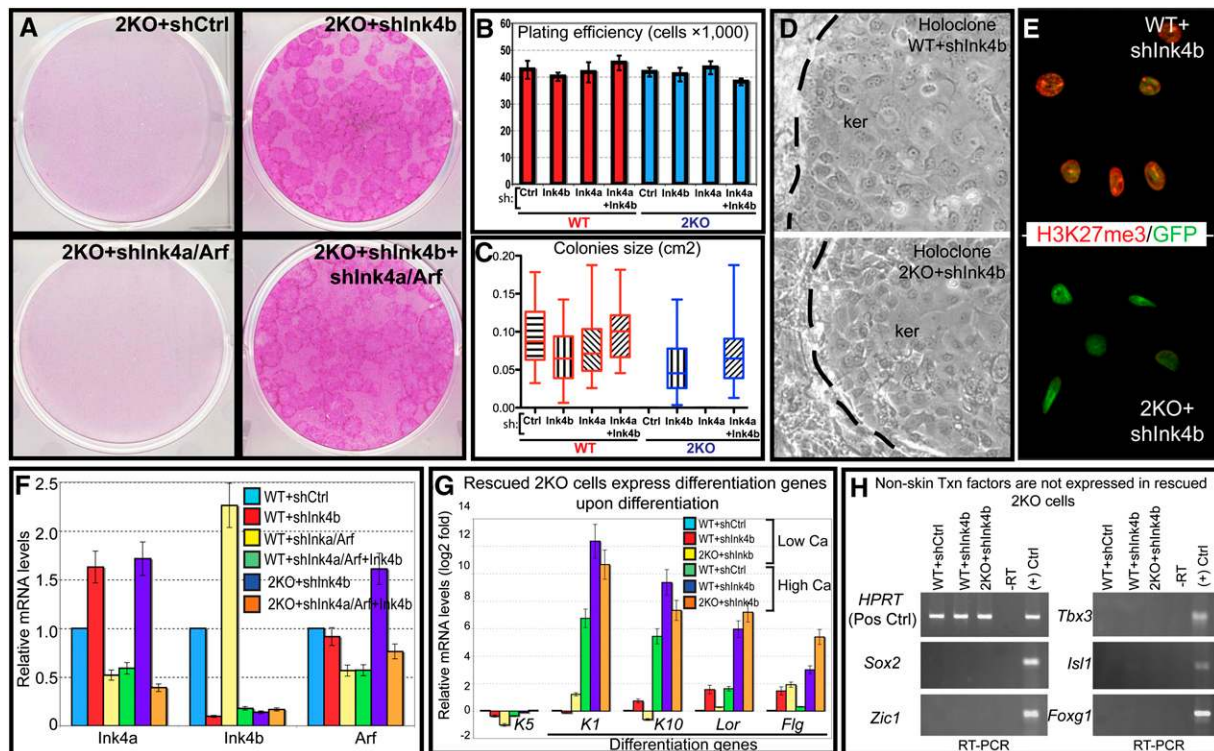 A
2KO+shCtrl
2KO+shInk4b
2KO+shInk4a/Arf
2KO+shInk4b+
shInk4a/Arf
B
Plating efficiency (cells ×1,000)
60
50
40
30
20
10
0
sh:
Ctrl
Ink4b
Ink4a
Ink4a
+Ink4b
Ctrl
Ink4b
Ink4a
Ink4a
+Ink4b
WT
2KO
C
Colonies size (cm2)
0.20
0.15
0.10
0.05
0.00
sh:
Ctrl
Ink4b
Ink4a
Ink4a
+Ink4b
Ctrl
Ink4b
Ink4a
Ink4a
+Ink4b
WT
2KO
D
Holoclone
WT+shInk4b
ker
Holoclone
2KO+shInk4b
ker
E
WT+
shInk4b
H3K27me3/GFP
2KO+
shInk4b
F
Relative mRNA levels
2.5
2.0
1.5
1.0
0.5
0
WT+shCtrl
WT+shInk4b
WT+shInka/Arf
WT+shInk4a/Arf+Ink4b
2KO+shInk4b
2KO+shInk4a/Arf+Ink4b
Ink4a
Ink4b
Arf
G
Rescued 2KO cells express differentiation genes
upon differentiation
Relative mRNA levels (log2 fold)
12
10
8
6
4
2
0
-2
WT+shCtrl
WT+shInk4b
2KO+shInkb
WT+shCtrl
WT+shInk4b
2KO+shInk4b
Low Ca
High Ca
K5
K1
K10
Lor
Flg
Differentiation genes
H
Non-skin Txn factors are not expressed in rescued
2KO cells
WT+shCtrl
WT+shInk4b
2KO+shInk4b
-RT
(+) Ctrl
WT+shCtrl
WT+shInk4b
2KO+shInk4b
-RT
(+) Ctrl
HPRT
(Pos Ctrl)
Tbx3
Sox2
Isl1
Zic1
Foxg1
RT-PCR
RT-PCR